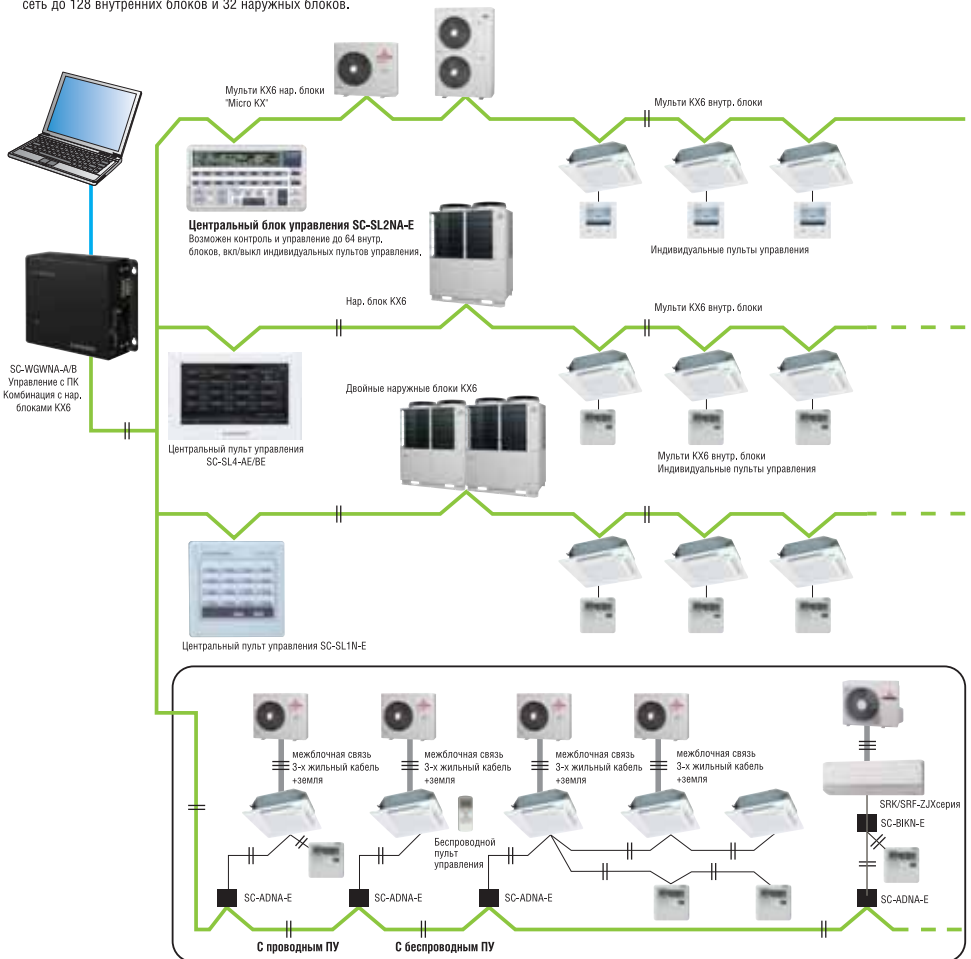 сеть до 128 внутренних блоков и 32 наружных блоков.
Мульти KX6 нар. блоки
"Micro KX"
Мульти KX6 внутр. блоки
Центральный блок управления SC-SL2NA-E
Возможен контроль и управление до 64 внутр.
блоков, вкл/выкл индивидуальных пультов управления.
Индивидуальные пульты управления
Нар. блок KX6
Мульти KX6 внутр. блоки
SC-WGWNA-A/B
Управление с ПК
Комбинация с нар.
блоками KX6
Двойные наружные блоки KX6
Центральный пульт управления
SC-SL4-AE/BE
Мульти KX6 внутр. блоки
Индивидуальные пульты управления
Центральный пульт управления SC-SL1N-E
межблочная связь
3-х жильный кабель
+земля
межблочная связь
3-х жильный кабель
+земля
межблочная связь
3-х жильный кабель
+земля
межблочная связь
3-х жильный кабель
+земля
SRK/SRF-ZJXсерия
SC-BIKN-E
Беспроводной
пульт
управления
SC-ADNA-E
SC-ADNA-E
SC-ADNA-E
SC-ADNA-E
С проводным ПУ
С беспроводным ПУ